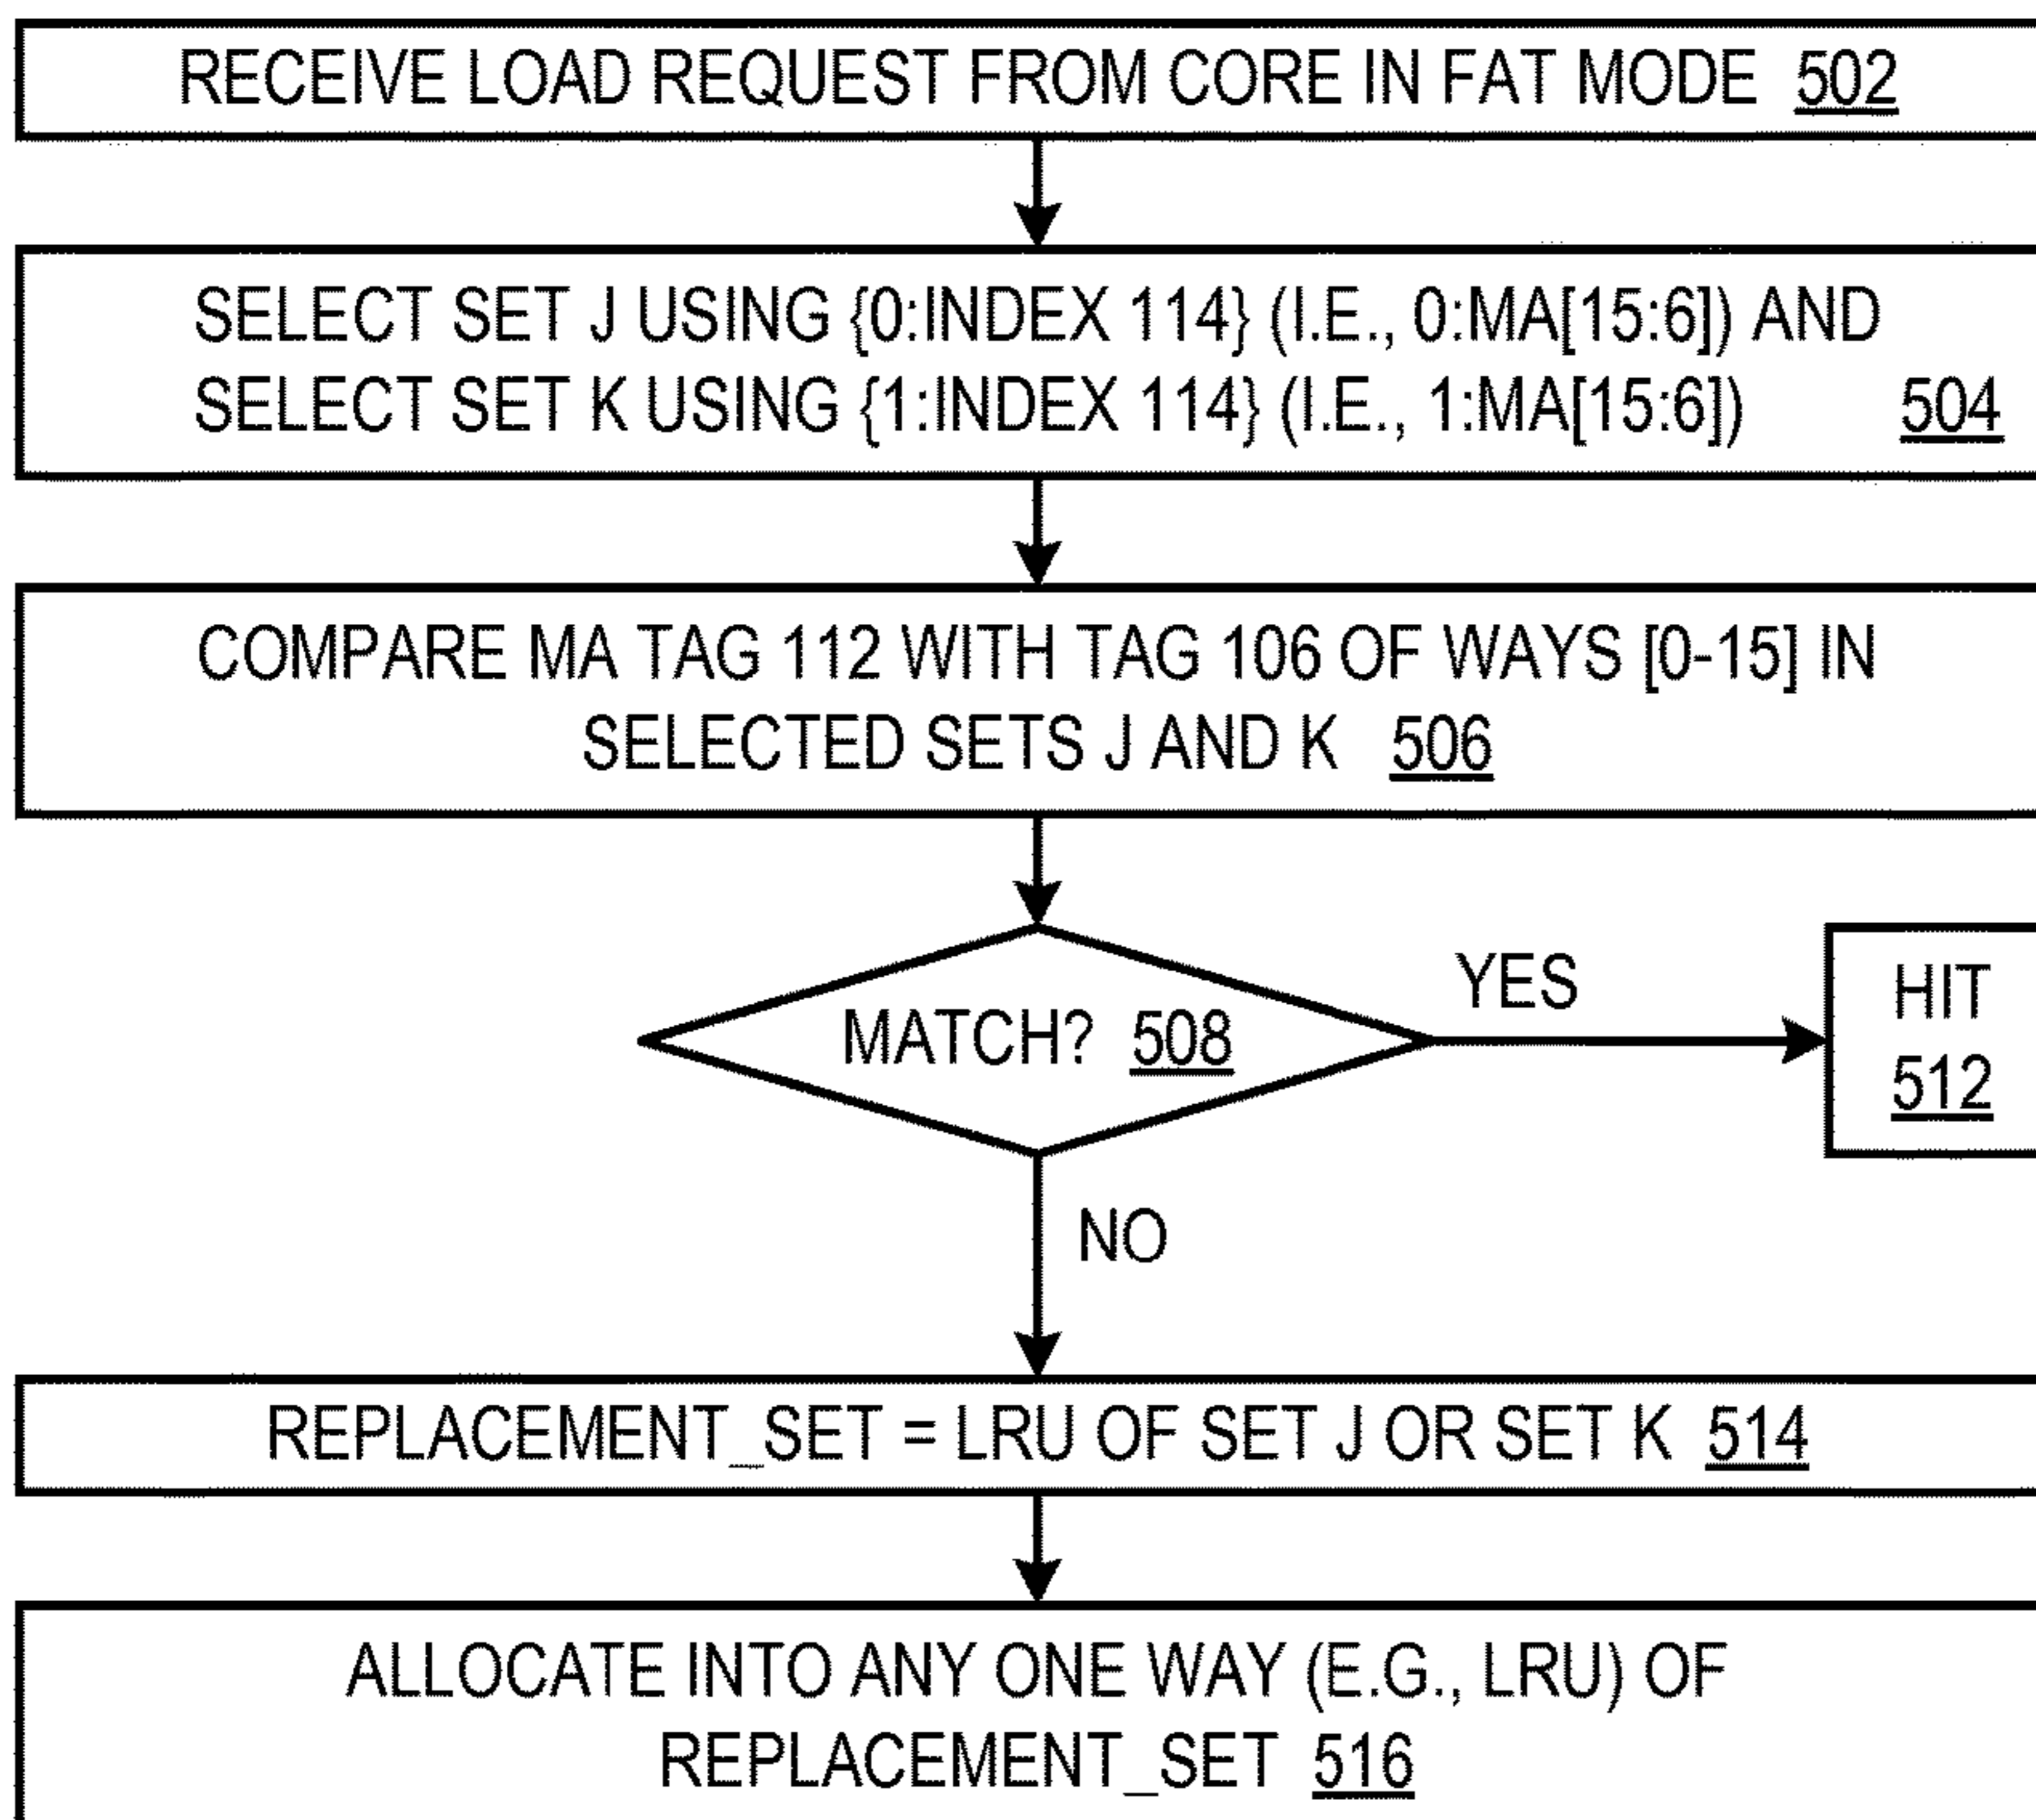 RECEIVE LOAD REQUEST FROM CORE IN FAT MODE 502
SELECT SET J USING {0:INDEX 114} (I.E., 0:MA[15:6]) AND
SELECT SET K USING {1:INDEX 114} (I.E., 1:MA[15:6]) 504
COMPARE MA TAG 112 WITH TAG 106 OF WAYS [0-15] IN
SELECTED SETS J AND K 506
MATCH? 508
YES
HIT
512
NO
REPLACEMENT_SET = LRU OF SET J OR SET K 514
ALLOCATE INTO ANY ONE WAY (E.G., LRU) OF
REPLACEMENT_SET 516